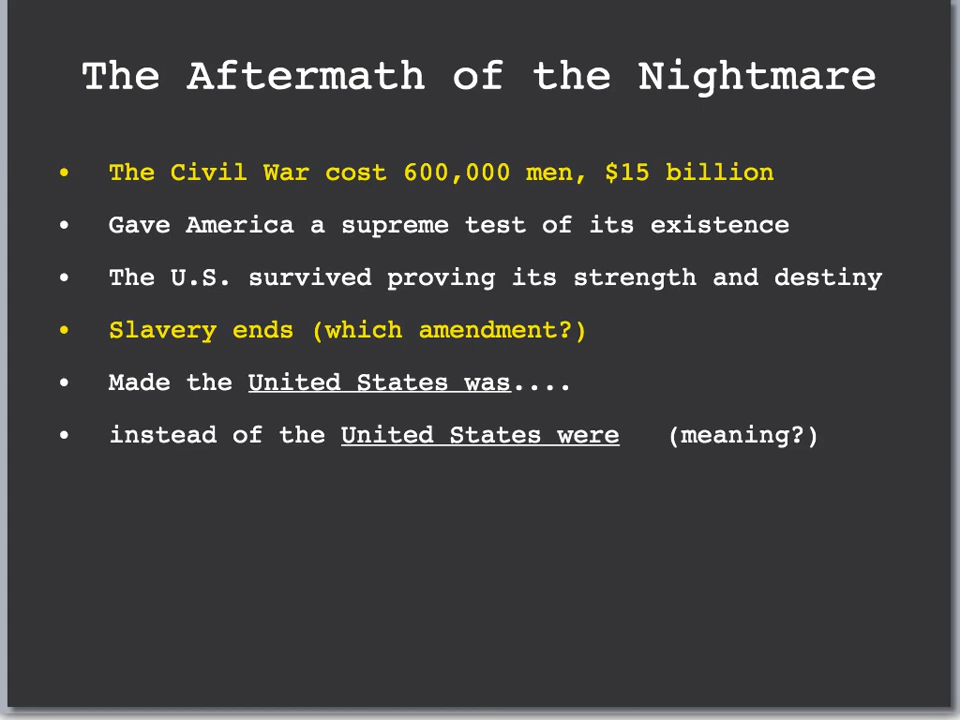 The Aftermath of the Nightmare
• The Civil War cost 600,000 men, $15 billion
• Gave America a supreme test of its existence
• The U.S. survived proving its strength and destiny
• Slavery ends (which amendment?)
• Made the United States was....
• instead of the United States were (meaning?)